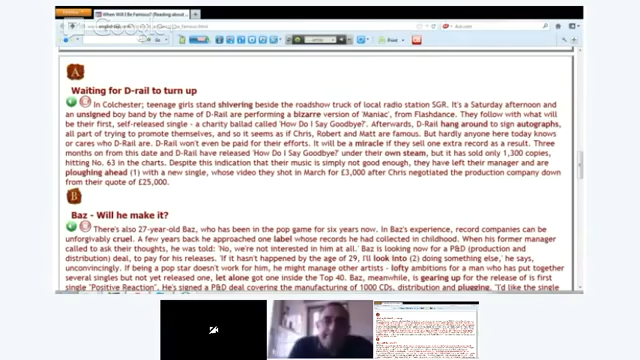 When Will I Be Famous? (Reading about
Print
A
Waiting for D-rail to turn up
In Colchester; teenage girls stand shivering beside the roadshow truck of local radio station SGR. It's a Saturday afternoon and
an unsigned boy band by the name of D-Rail are performing a bizarre version of 'Maniac', from Flashdance. They follow with what will
be their first, self-released single - a charity ballad called 'How Do I Say Goodbye?'. Afterwards, D-Rail hang around to sign autographs,
all part of trying to promote themselves, and so it seems as if Chris, Robert and Matt are famous. But hardly anyone here today knows
or cares who D-Rail are. D-Rail won't even be paid for their efforts. It will be a miracle if they sell one extra record as a result. Three
months on from this date and D-Rail have released 'How Do I Say Goodbye?' under their own steam, but it has sold only 1,300 copies,
hitting No. 63 in the charts. Despite this indication that their music is simply not good enough, they have left their manager and are
ploughing ahead (1) with a new single, whose video they shot in March for £3,000 after Chris negotiated the production company down
from their quote of £25,000.
B
Baz - Will he make it?
There's also 27-year-old Baz, who has been in the pop game for six years now. In Baz's experience, record companies can be
unforgivably cruel. A few years back he approached one label whose records he had collected in childhood. When his former manager
called to ask their thoughts, he was told: 'No, we're not interested in him at all.' Baz is looking now for a P&D (production and
distribution) deal, to pay for his releases. 'If it hasn't happened by the age of 29, I'll look into (2) doing something else,' he says,
unconvincingly. If being a pop star doesn't work for him, he might manage other artists - lofty ambitions for a man who has put together
several singles but not yet released one, let alone got one inside the Top 40. Baz, meanwhile, is gearing up for the release of is first
single "Positive Reaction". He's signed a P&D deal covering the manufacturing of 1000 CDs, distribution and plugging. "I'd like the single